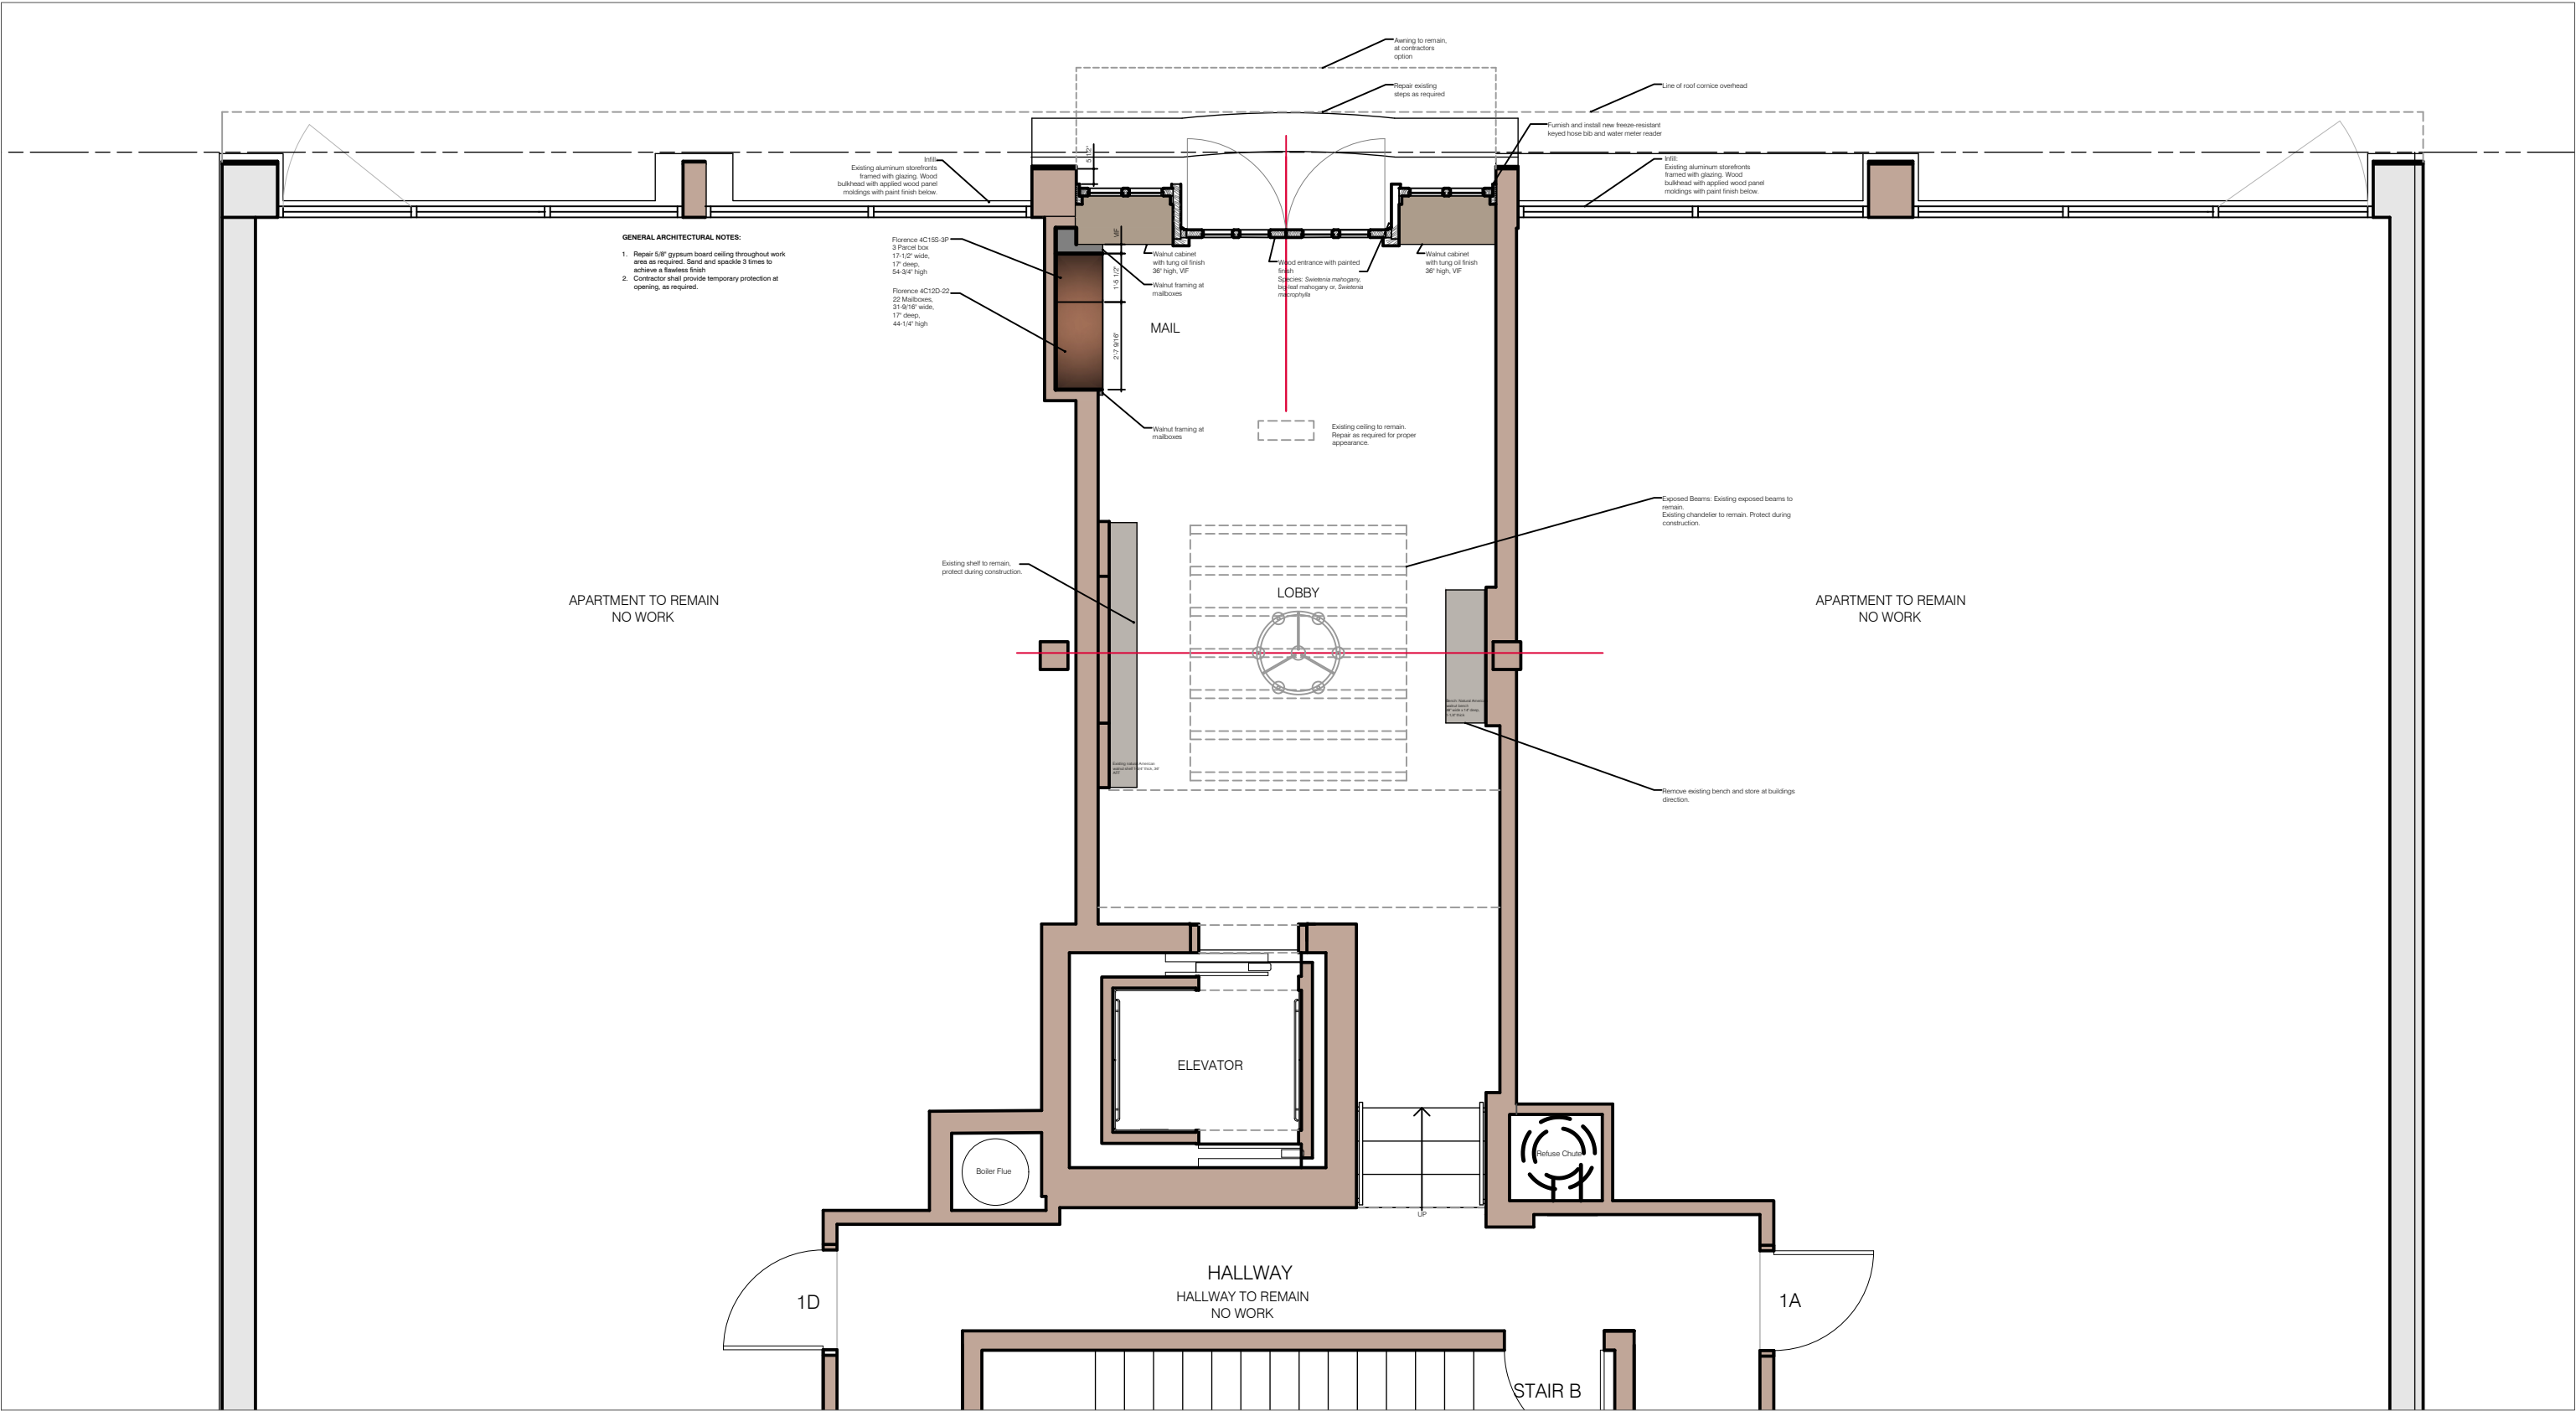 Awning to remain,
at contractors
option
Repair existing
steps as required
Line of roof cornice overhead
Furnish and install new freeze-resistant
keyed hose bib and water meter reader
Infill:
Existing aluminum storefronts
framed with glazing. Wood
bulkhead with applied wood panel
moldings with paint finish below.
5 1/2"
Infill:
Existing aluminum storefronts
framed with glazing. Wood
bulkhead with applied wood panel
moldings with paint finish below.
GENERAL ARCHITECTURAL NOTES:
1. Repair 5/8" gypsum board ceiling throughout work
area as required. Sand and spackle 3 times to
achieve a flawless finish
2. Contractor shall provide temporary protection at
opening, as required.
Florence 4C15S-3P
3 Parcel box
17-1/2" wide,
17" deep,
54-3/4" high
Florence 4C12D-22
22 Mailboxes,
31-9/16" wide,
17" deep,
44-1/4" high
VIF
1'-5 1/2"
2'-7 9/16"
Walnut cabinet
with tung oil finish
36" high, VIF
Walnut framing at
mailboxes
Wood entrance with painted
finish
Species: Swietenia mahogany,
big-leaf mahogany or, Swietenia
macrophylla
Walnut cabinet
with tung oil finish
36" high, VIF
MAIL
Walnut framing at
mailboxes
Existing ceiling to remain.
Repair as required for proper
appearance.
Exposed Beams: Existing exposed beams to
remain.
Existing chandelier to remain. Protect during
construction.
Existing shelf to remain,
protect during construction.
LOBBY
APARTMENT TO REMAIN
NO WORK
APARTMENT TO REMAIN
NO WORK
Remove existing bench and store at buildings
direction.
ELEVATOR
Boiler Flue
Refuse Chute
UP
HALLWAY
HALLWAY TO REMAIN
NO WORK
1D
1A
STAIR B